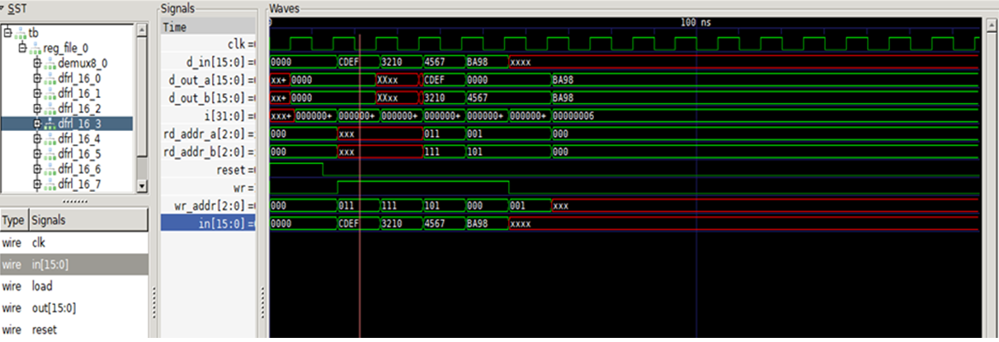 SST
tb
reg_file_0
demux8_0
dfrl_16_0
dfrl_16_1
dfrl_16_2
dfrl_16_3
dfrl_16_4
dfrl_16_5
dfrl_16_6
dfrl_16_7
Type Signals
wire clk
wire in[15:0]
wire load
wire out[15:0]
wire reset
Signals
Time
clk =
d_in[15:0] =
d_out_a[15:0] =
d_out_b[15:0] =
i[31:0] =
rd_addr_a[2:0] =
rd_addr_b[2:0] =
reset =
wr =
wr_addr[2:0] =
in[15:0] =
Waves
100 ns
0000 CDEF 3210 4567 BA98 xxxx
xx+ 0000 XXxx CDEF 0000 BA98
xx+ 0000 XXxx 3210 4567 BA98
xxx+ 000000+ 000000+ 000000+ 000000+ 000000+ 000000+ 00000006
000 xxx 011 001 000
000 xxx 111 101 000
000 011 111 101 000 001 xxx
0000 CDEF 3210 4567 BA98 xxxx